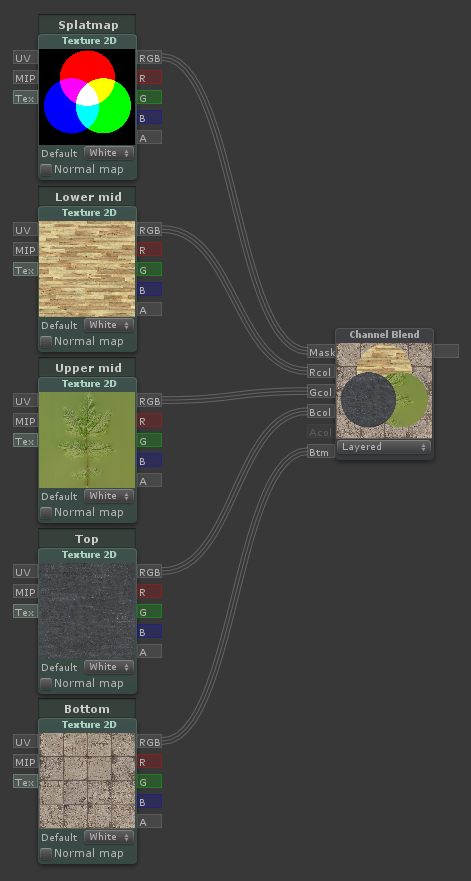 Splatmap
Texture 2D
UV RGB
MIP R
Tex G
B
A
Default White
Normal map
Lower mid
Texture 2D
UV RGB
MIP R
Tex G
B
A
Default White
Normal map
Channel Blend
Mask
Rcol
Gcol
Bcol
Acol
Btm
Layered
Upper mid
Texture 2D
UV RGB
MIP R
Tex G
B
A
Default White
Normal map
Top
Texture 2D
UV RGB
MIP R
Tex G
B
A
Default White
Normal map
Bottom
Texture 2D
UV RGB
MIP R
Tex G
B
A
Default White
Normal map